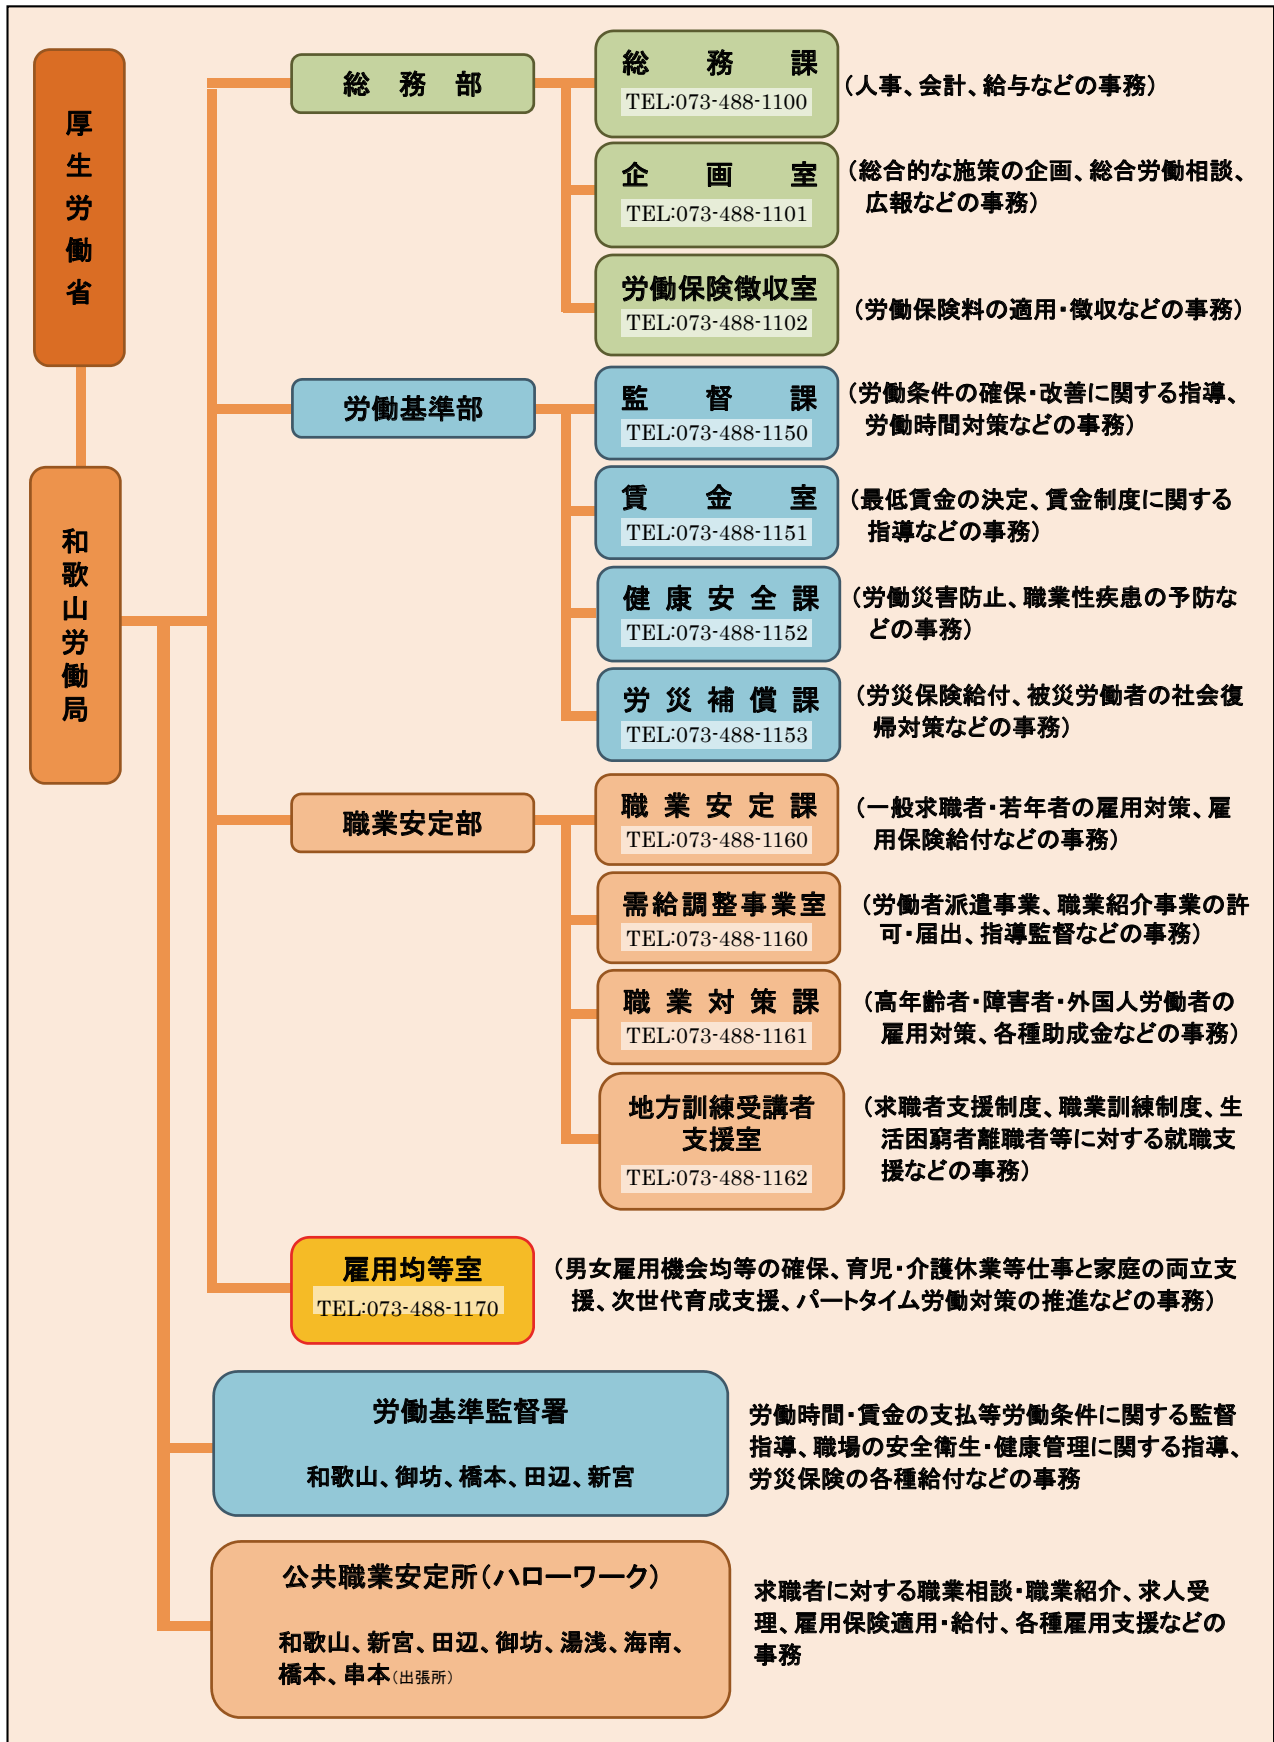 厚生労働省
和歌山労働局
総務部
総務課
TEL:073-488-1100
（人事、会計、給与などの事務）
企画室
TEL:073-488-1101
（総合的な施策の企画、総合労働相談、
広報などの事務）
労働保険徴収室
TEL:073-488-1102
（労働保険料の適用・徴収などの事務）
労働基準部
監督課
TEL:073-488-1150
（労働条件の確保・改善に関する指導、
労働時間対策などの事務）
賃金室
TEL:073-488-1151
（最低賃金の決定、賃金制度に関する
指導などの事務）
健康安全課
TEL:073-488-1152
（労働災害防止、職業性疾患の予防な
どの事務）
労災補償課
TEL:073-488-1153
（労災保険給付、被災労働者の社会復
帰対策などの事務）
職業安定部
職業安定課
TEL:073-488-1160
（一般求職者・若年者の雇用対策、雇
用保険給付などの事務）
需給調整事業室
TEL:073-488-1160
（労働者派遣事業、職業紹介事業の許
可・届出、指導監督などの事務）
職業対策課
TEL:073-488-1161
（高年齢者・障害者・外国人労働者の
雇用対策、各種助成金などの事務）
地方訓練受講者
支援室
TEL:073-488-1162
（求職者支援制度、職業訓練制度、生
活困窮者離職者等に対する就職支
援などの事務）
雇用均等室
TEL:073-488-1170
（男女雇用機会均等の確保、育児・介護休業等仕事と家庭の両立支
援、次世代育成支援、パートタイム労働対策の推進などの事務）
労働基準監督署
和歌山、御坊、橋本、田辺、新宮
労働時間・賃金の支払等労働条件に関する監督
指導、職場の安全衛生・健康管理に関する指導、
労災保険の各種給付などの事務
公共職業安定所（ハローワーク）
和歌山、新宮、田辺、御坊、湯浅、海南、
橋本、串本（出張所）
求職者に対する職業相談・職業紹介、求人受
理、雇用保険適用・給付、各種雇用支援などの
事務